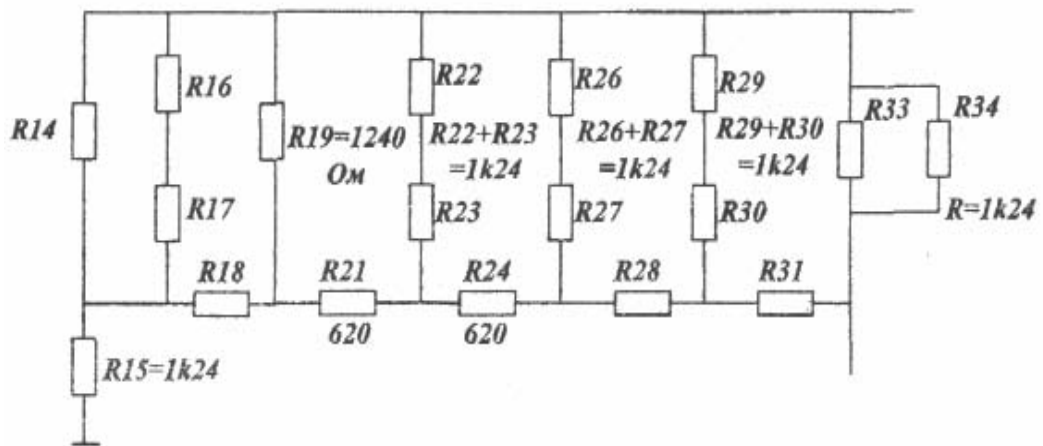 R14
R16
R17
R18
R19=1240
Ом
R22
R22+R23
=1k24
R23
R26
R26+R27
=1k24
R27
R29
R29+R30
=1k24
R30
R33
R34
R=1k24
R21
620
R24
620
R28
R31
R15=1k24